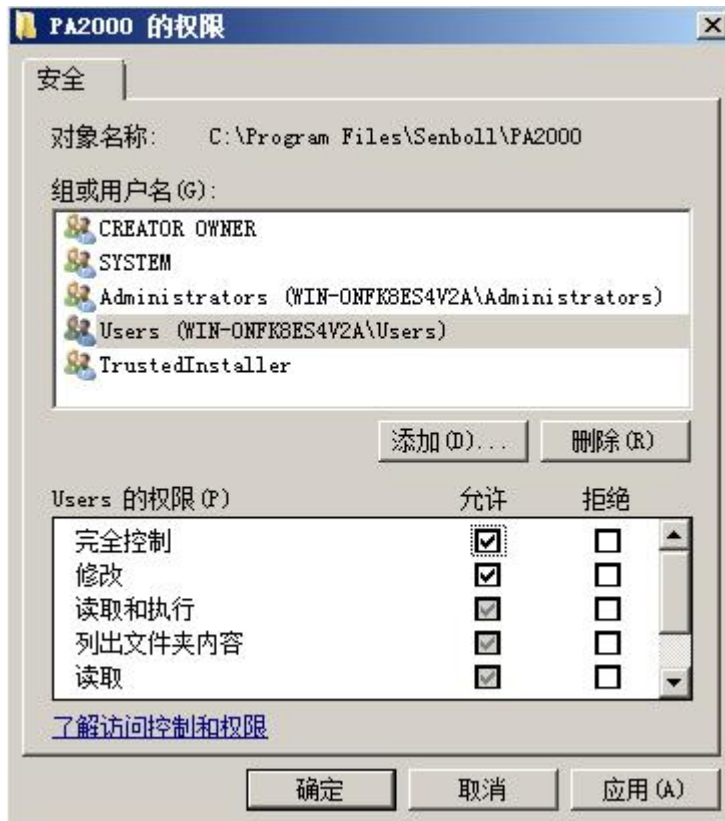 PA2000 的权限
安全
对象名称: C:\Program Files\Senboll\PA2000
组或用户名(G):
CREATOR OWNER
SYSTEM
Administrators (WIN-ONFK8ES4V2A\Administrators)
Users (WIN-ONFK8ES4V2A\Users)
TrustedInstaller
添加(D)... 删除(R)
Users 的权限(P) 允许 拒绝
完全控制
修改
读取和执行
列出文件夹内容
读取
了解访问控制和权限
确定 取消 应用(A)